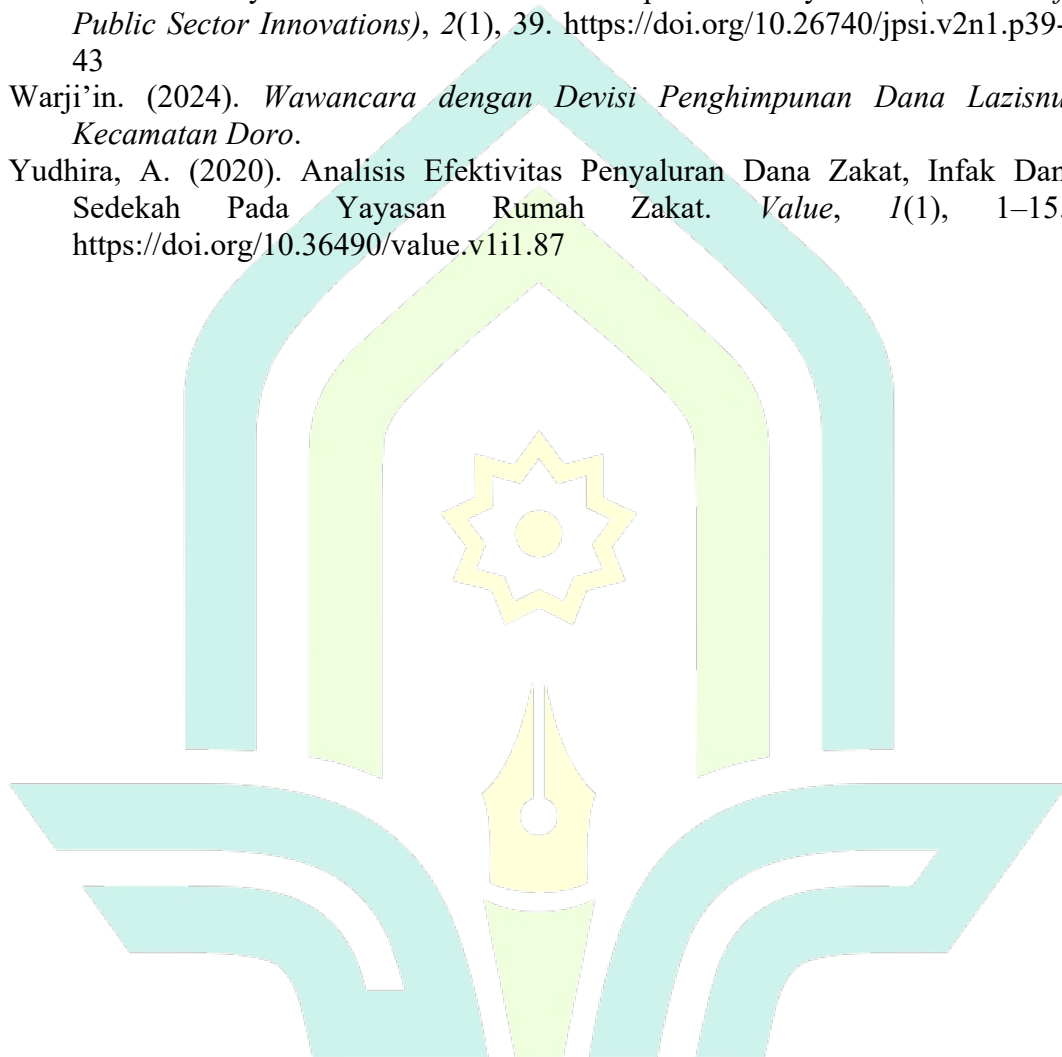 Public Sector Innovations), 2(1), 39. https://doi.org/10.26740/jpsi.v2n1.p39-
43
Warji’in. (2024). Wawancara dengan Devisi Penghimpunan Dana Lazisnu
Kecamatan Doro.
Yudhira, A. (2020). Analisis Efektivitas Penyaluran Dana Zakat, Infak Dan
Sedekah Pada Yayasan Rumah Zakat. Value, 1(1), 1–15.
https://doi.org/10.36490/value.v1i1.87